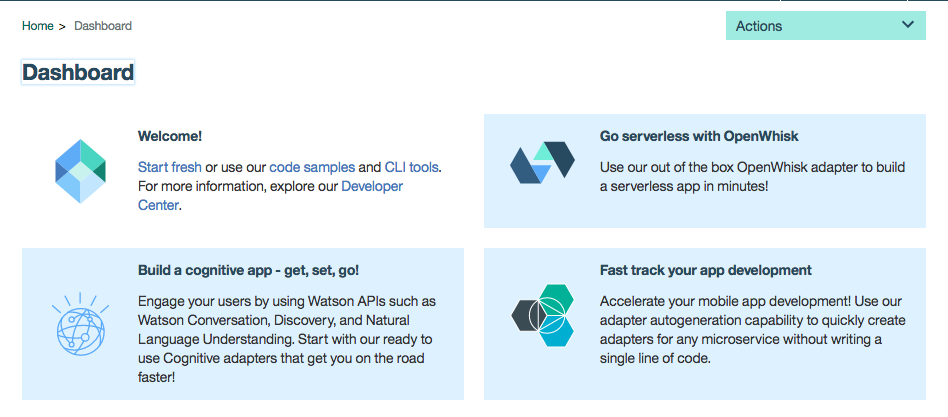 Home > Dashboard
Actions
Dashboard
Welcome!
Start fresh or use our code samples and CLI tools.
For more information, explore our Developer
Center.
Go serverless with OpenWhisk
Use our out of the box OpenWhisk adapter to build
a serverless app in minutes!
Build a cognitive app - get, set, go!
Engage your users by using Watson APIs such as
Watson Conversation, Discovery, and Natural
Language Understanding. Start with our ready to
use Cognitive adapters that get you on the road
faster!
Fast track your app development
Accelerate your mobile app development! Use our
adapter autogeneration capability to quickly create
adapters for any microservice without writing a
single line of code.